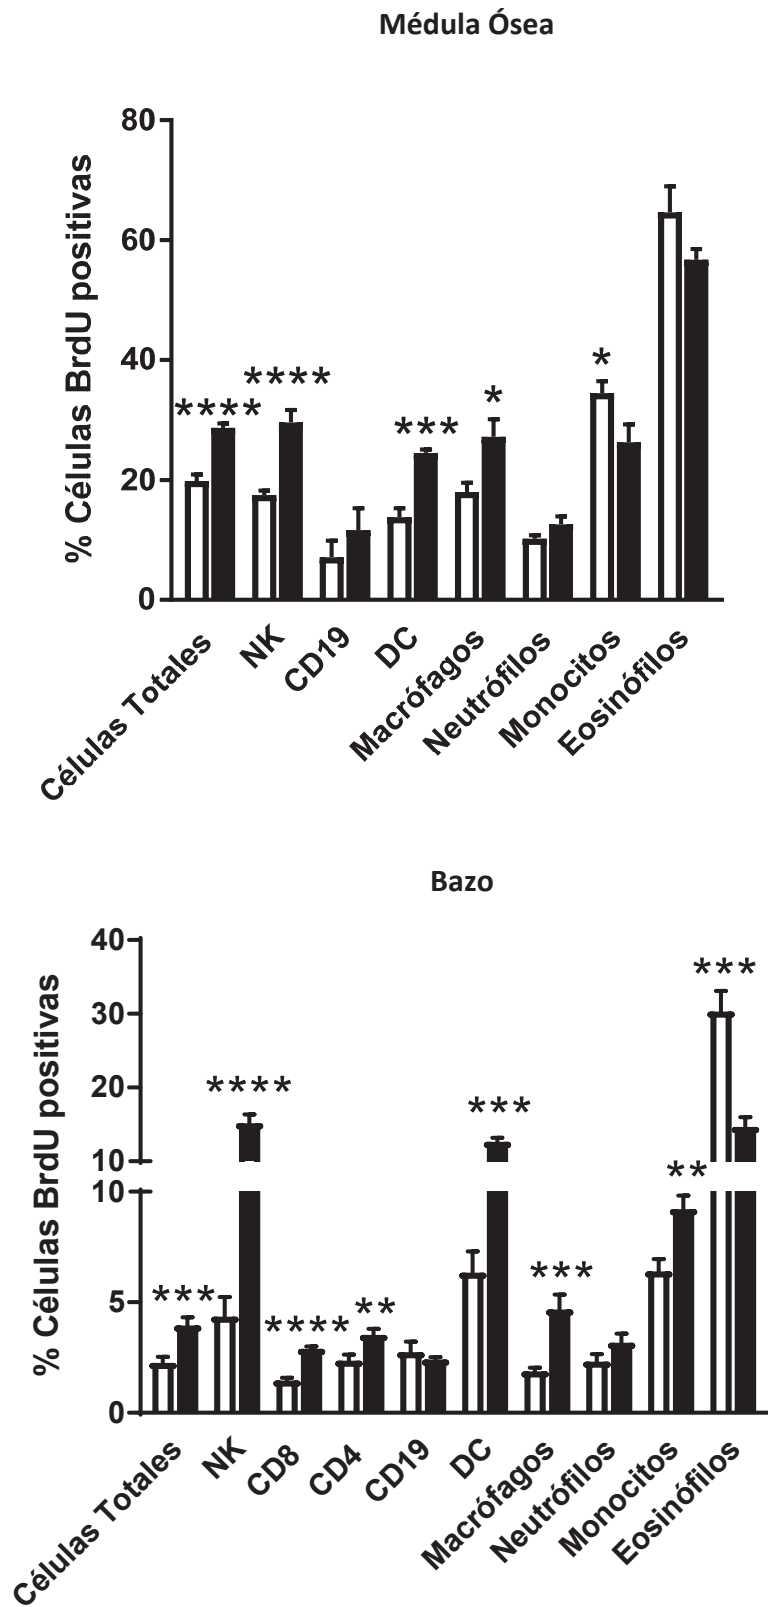 Médula Ósea
% Células BrdU positivas
80
60
40
20
0
****
****
***
*
*
Células Totales
NK
CD19
DC
Macrófagos
Neutrófilos
Monocitos
Eosinófilos
Bazo
% Células BrdU positivas
40
30
20
10
10
5
0
***
****
****
**
***
***
**
***
Células Totales
NK
CD8
CD4
CD19
DC
Macrófagos
Neutrófilos
Monocitos
Eosinófilos